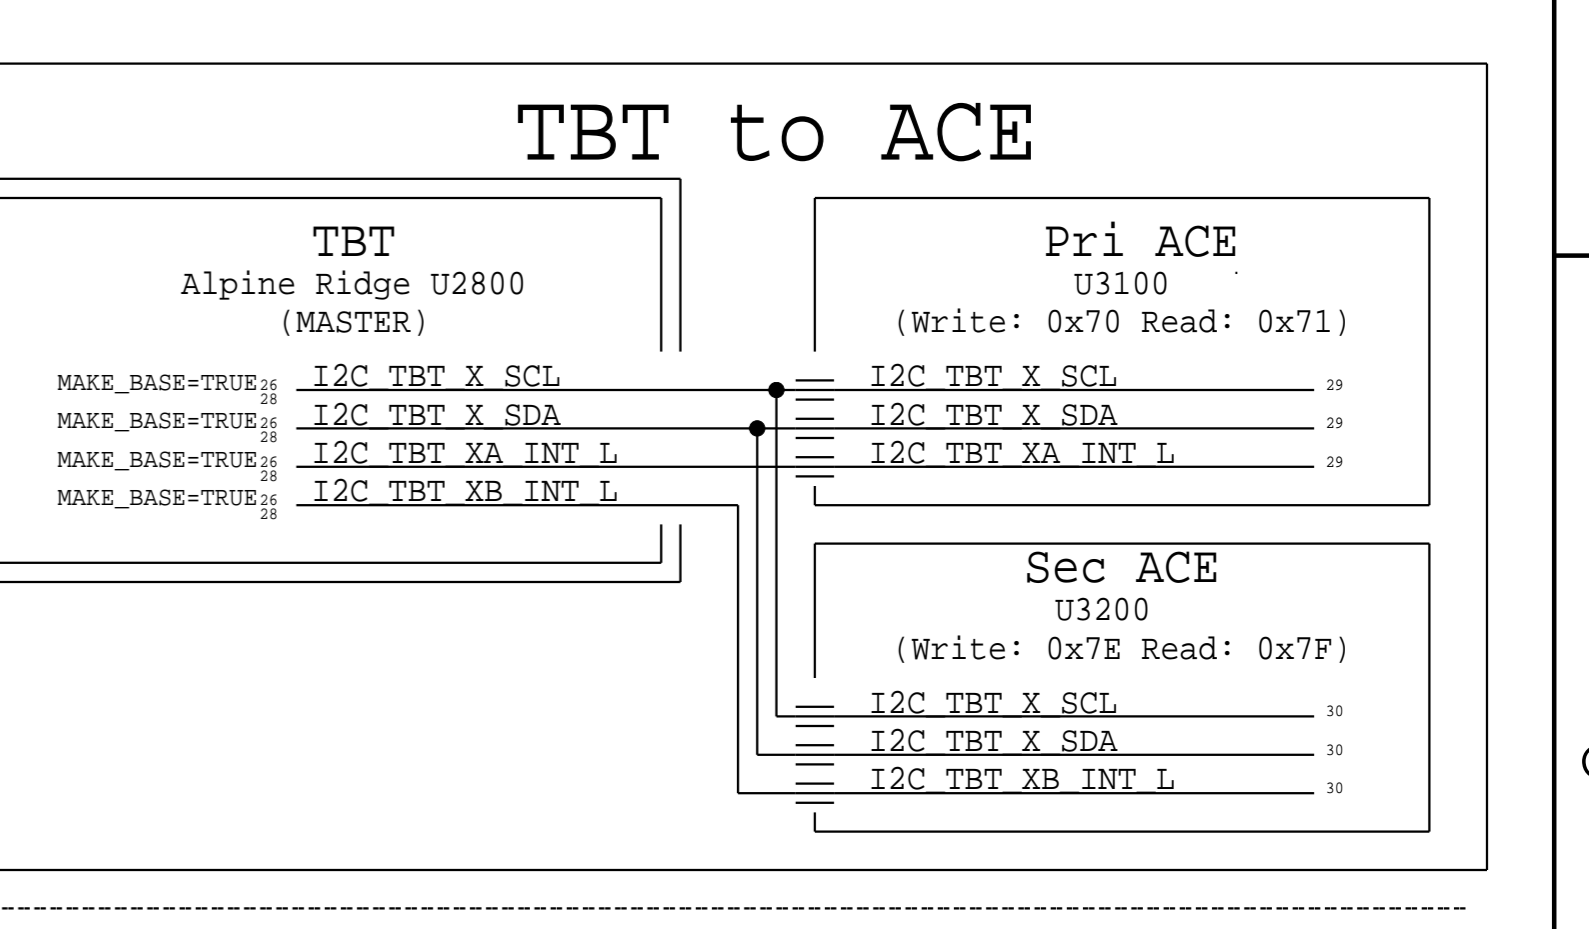 TBT to ACE
TBT
Alpine Ridge U2800
(MASTER)
MAKE_BASE=TRUE 26 28 I2C_TBT_X_SCL
MAKE_BASE=TRUE 26 28 I2C_TBT_X_SDA
MAKE_BASE=TRUE 26 28 I2C_TBT_XA_INT_L
MAKE_BASE=TRUE 26 28 I2C_TBT_XB_INT_L
Pri ACE
U3100
(Write: 0x70 Read: 0x71)
I2C_TBT_X_SCL 29
I2C_TBT_X_SDA 29
I2C_TBT_XA_INT_L 29
Sec ACE
U3200
(Write: 0x7E Read: 0x7F)
I2C_TBT_X_SCL 30
I2C_TBT_X_SDA 30
I2C_TBT_XB_INT_L 30